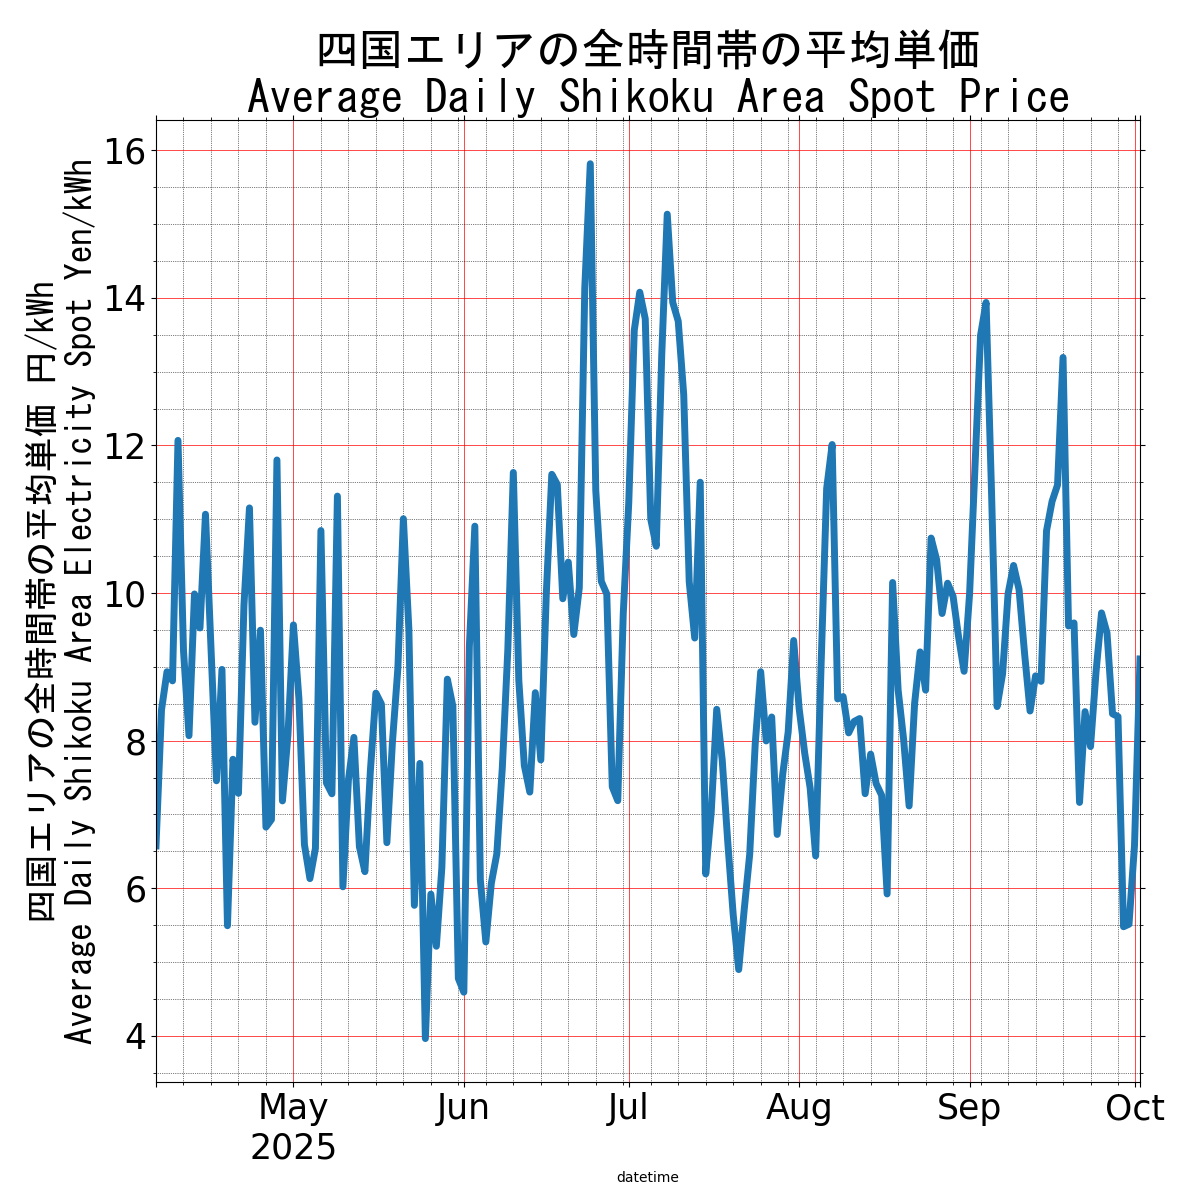 四国エリアの全時間帯の平均単価
Average Daily Shikoku Area Spot Price
四国エリアの全時間帯の平均単価 円/kWh
Average Daily Shikoku Area Electricity Spot Yen/kWh
16
14
12
10
8
6
4
May
2025
Jun
Jul
Aug
Sep
Oct
datetime